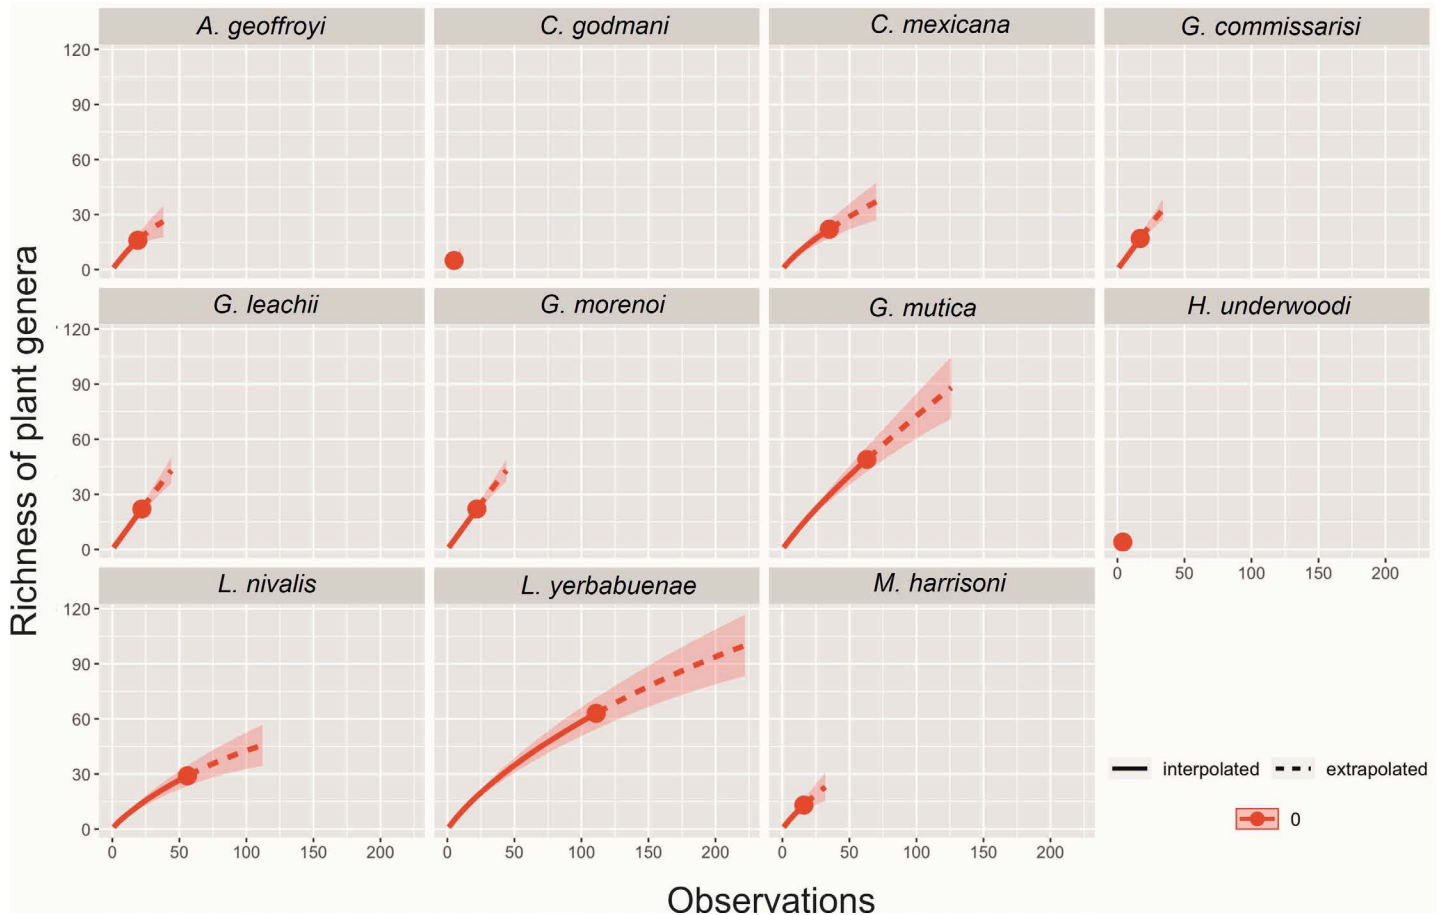 A. geoffroyi
C. godmani
C. mexicana
G. commissarisi
120
90
60
30
0
G. leachii
G. morenoi
G. mutica
H. underwoodi
120
90
60
30
0
0 50 100 150 200
L. nivalis
L. yerbabuenae
M. harrisoni
120
90
60
30
0
0 50 100 150 200
0 50 100 150 200
0 50 100 150 200
Richness of plant genera
Observations
interpolated
extrapolated
0